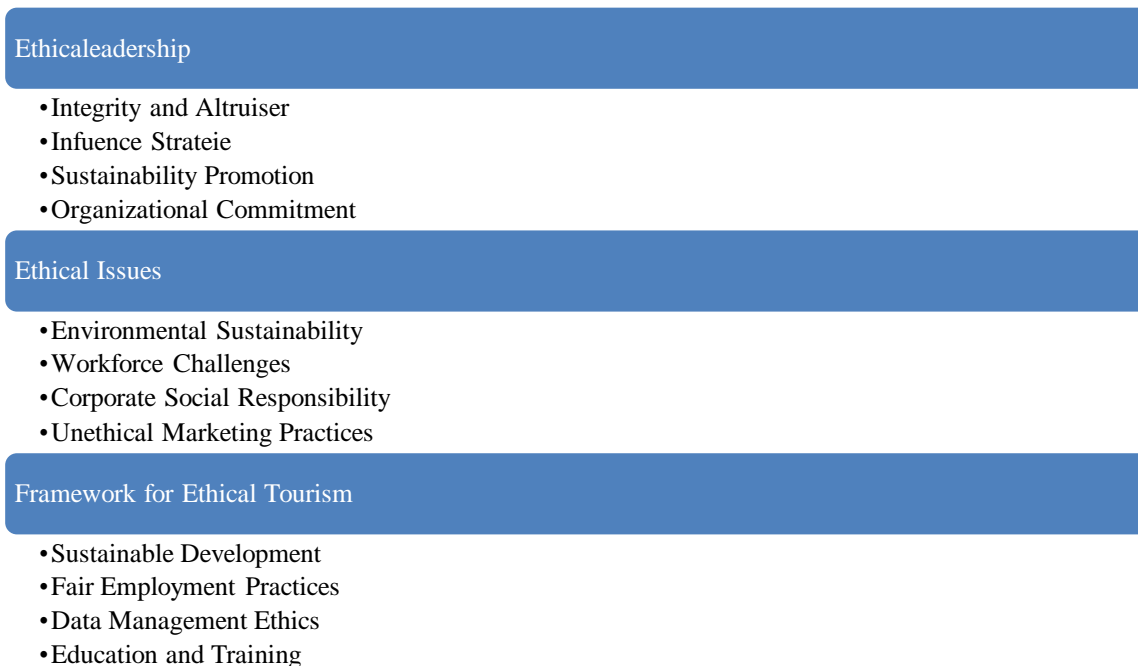 Ethicaleadership
•Integrity and Altruiser
•Infuence Strateie
•Sustainability Promotion
•Organizational Commitment
Ethical Issues
•Environmental Sustainability
•Workforce Challenges
•Corporate Social Responsibility
•Unethical Marketing Practices
Framework for Ethical Tourism
•Sustainable Development
•Fair Employment Practices
•Data Management Ethics
•Education and Training